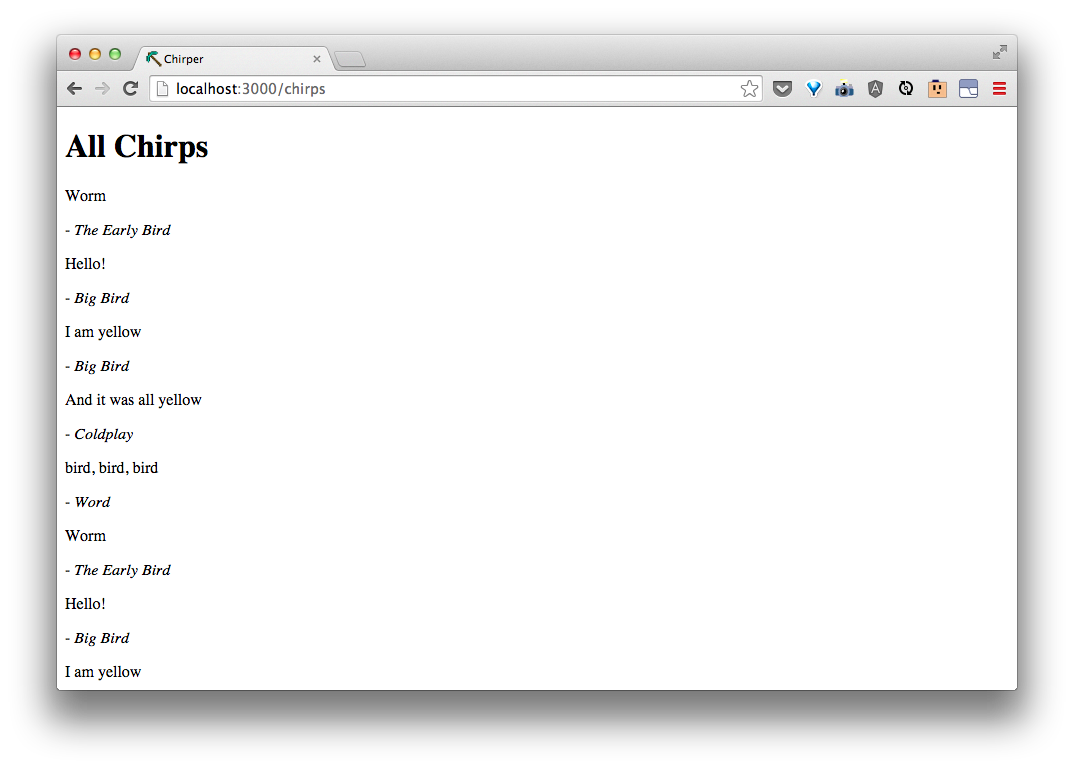 Chirper
localhost:3000/chirps
All Chirps
Worm
- The Early Bird
Hello!
- Big Bird
I am yellow
- Big Bird
And it was all yellow
- Coldplay
bird, bird, bird
- Word
Worm
- The Early Bird
Hello!
- Big Bird
I am yellow